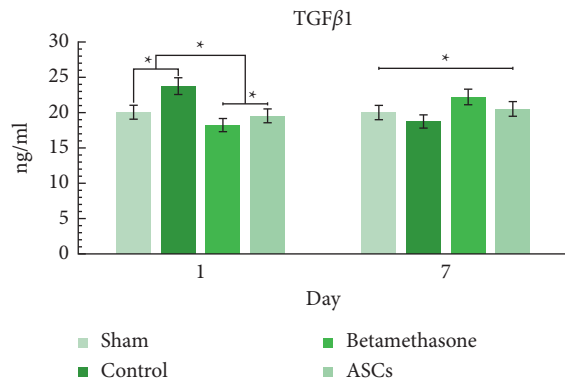 TGFβ1
30
25
20
15
10
5
0
ng/ml
* * * *
1 7
Day
Sham Betamethasone
Control ASCs